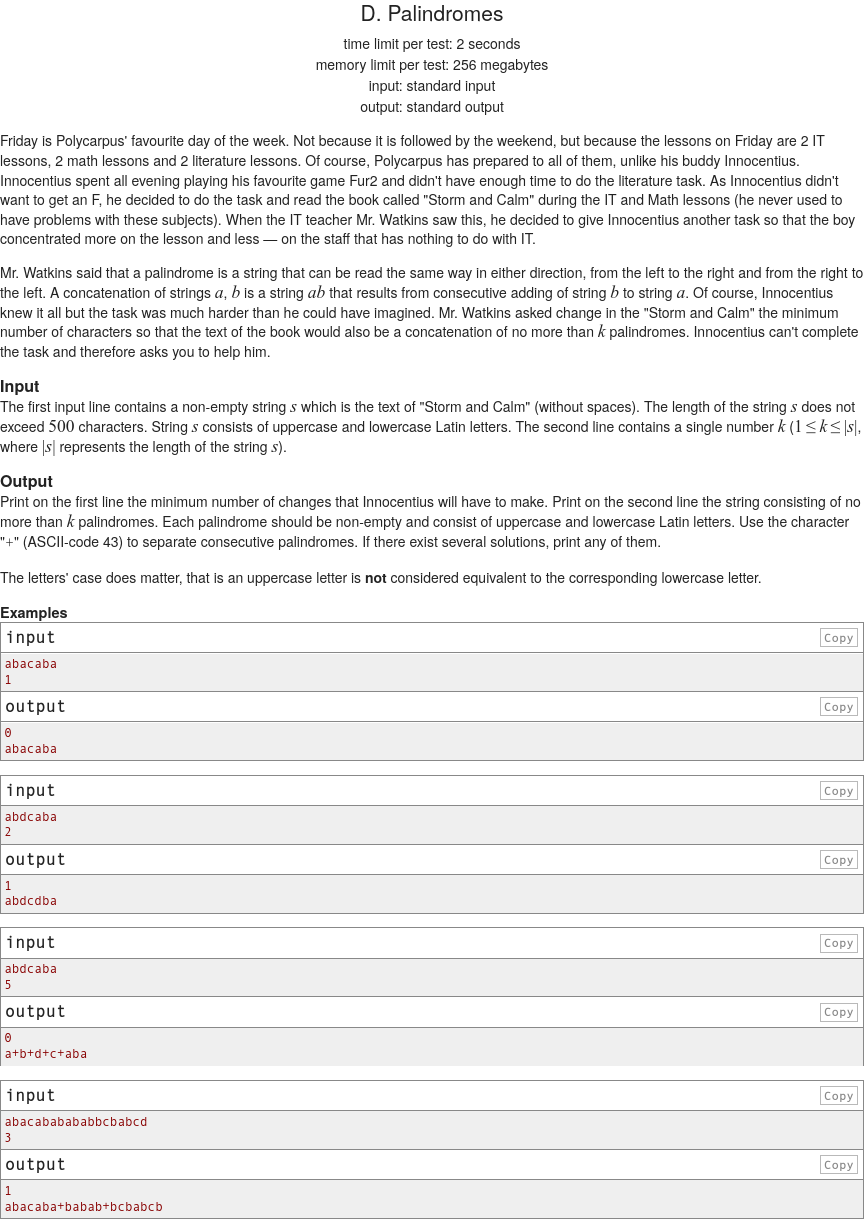 D. Palindromes
time limit per test: 2 seconds
memory limit per test: 256 megabytes
input: standard input
output: standard output
Friday is Polycarpus' favourite day of the week. Not because it is followed by the weekend, but because the lessons on Friday are 2 IT
lessons, 2 math lessons and 2 literature lessons. Of course, Polycarpus has prepared to all of them, unlike his buddy Innocentius.
Innocentius spent all evening playing his favourite game Fur2 and didn't have enough time to do the literature task. As Innocentius didn't
want to get an F, he decided to do the task and read the book called "Storm and Calm" during the IT and Math lessons (he never used to
have problems with these subjects). When the IT teacher Mr. Watkins saw this, he decided to give Innocentius another task so that the boy
concentrated more on the lesson and less — on the staff that has nothing to do with IT.
Mr. Watkins said that a palindrome is a string that can be read the same way in either direction, from the left to the right and from the right to
the left. A concatenation of strings a, b is a string ab that results from consecutive adding of string b to string a. Of course, Innocentius
knew it all but the task was much harder than he could have imagined. Mr. Watkins asked change in the "Storm and Calm" the minimum
number of characters so that the text of the book would also be a concatenation of no more than k palindromes. Innocentius can't complete
the task and therefore asks you to help him.
Input
The first input line contains a non-empty string s which is the text of "Storm and Calm" (without spaces). The length of the string s does not
exceed 500 characters. String s consists of uppercase and lowercase Latin letters. The second line contains a single number k (1 ≤ k ≤ |s|,
where |s| represents the length of the string s).
Output
Print on the first line the minimum number of changes that Innocentius will have to make. Print on the second line the string consisting of no
more than k palindromes. Each palindrome should be non-empty and consist of uppercase and lowercase Latin letters. Use the character
"+" (ASCII-code 43) to separate consecutive palindromes. If there exist several solutions, print any of them.
The letters' case does matter, that is an uppercase letter is not considered equivalent to the corresponding lowercase letter.
Examples
input Copy
abacaba
1
output Copy
0
abacaba
input Copy
abdcaba
2
output Copy
1
abdcdba
input Copy
abdcaba
5
output Copy
0
a+b+d+c+aba
input Copy
abacababababbcbabcd
3
output Copy
1
abacaba+babab+bcbabcb